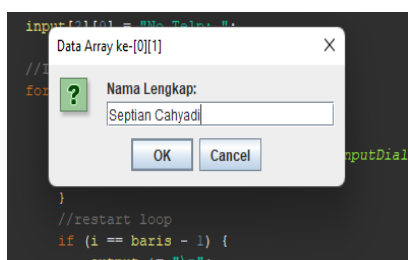 input[2][0] = "No Telp: ";
Data Array ke-[0][1]
for
Nama Lengkap:
Septian Cahyadi
OK
Cancel
}
//restart loop
if (i == baris - 1) {